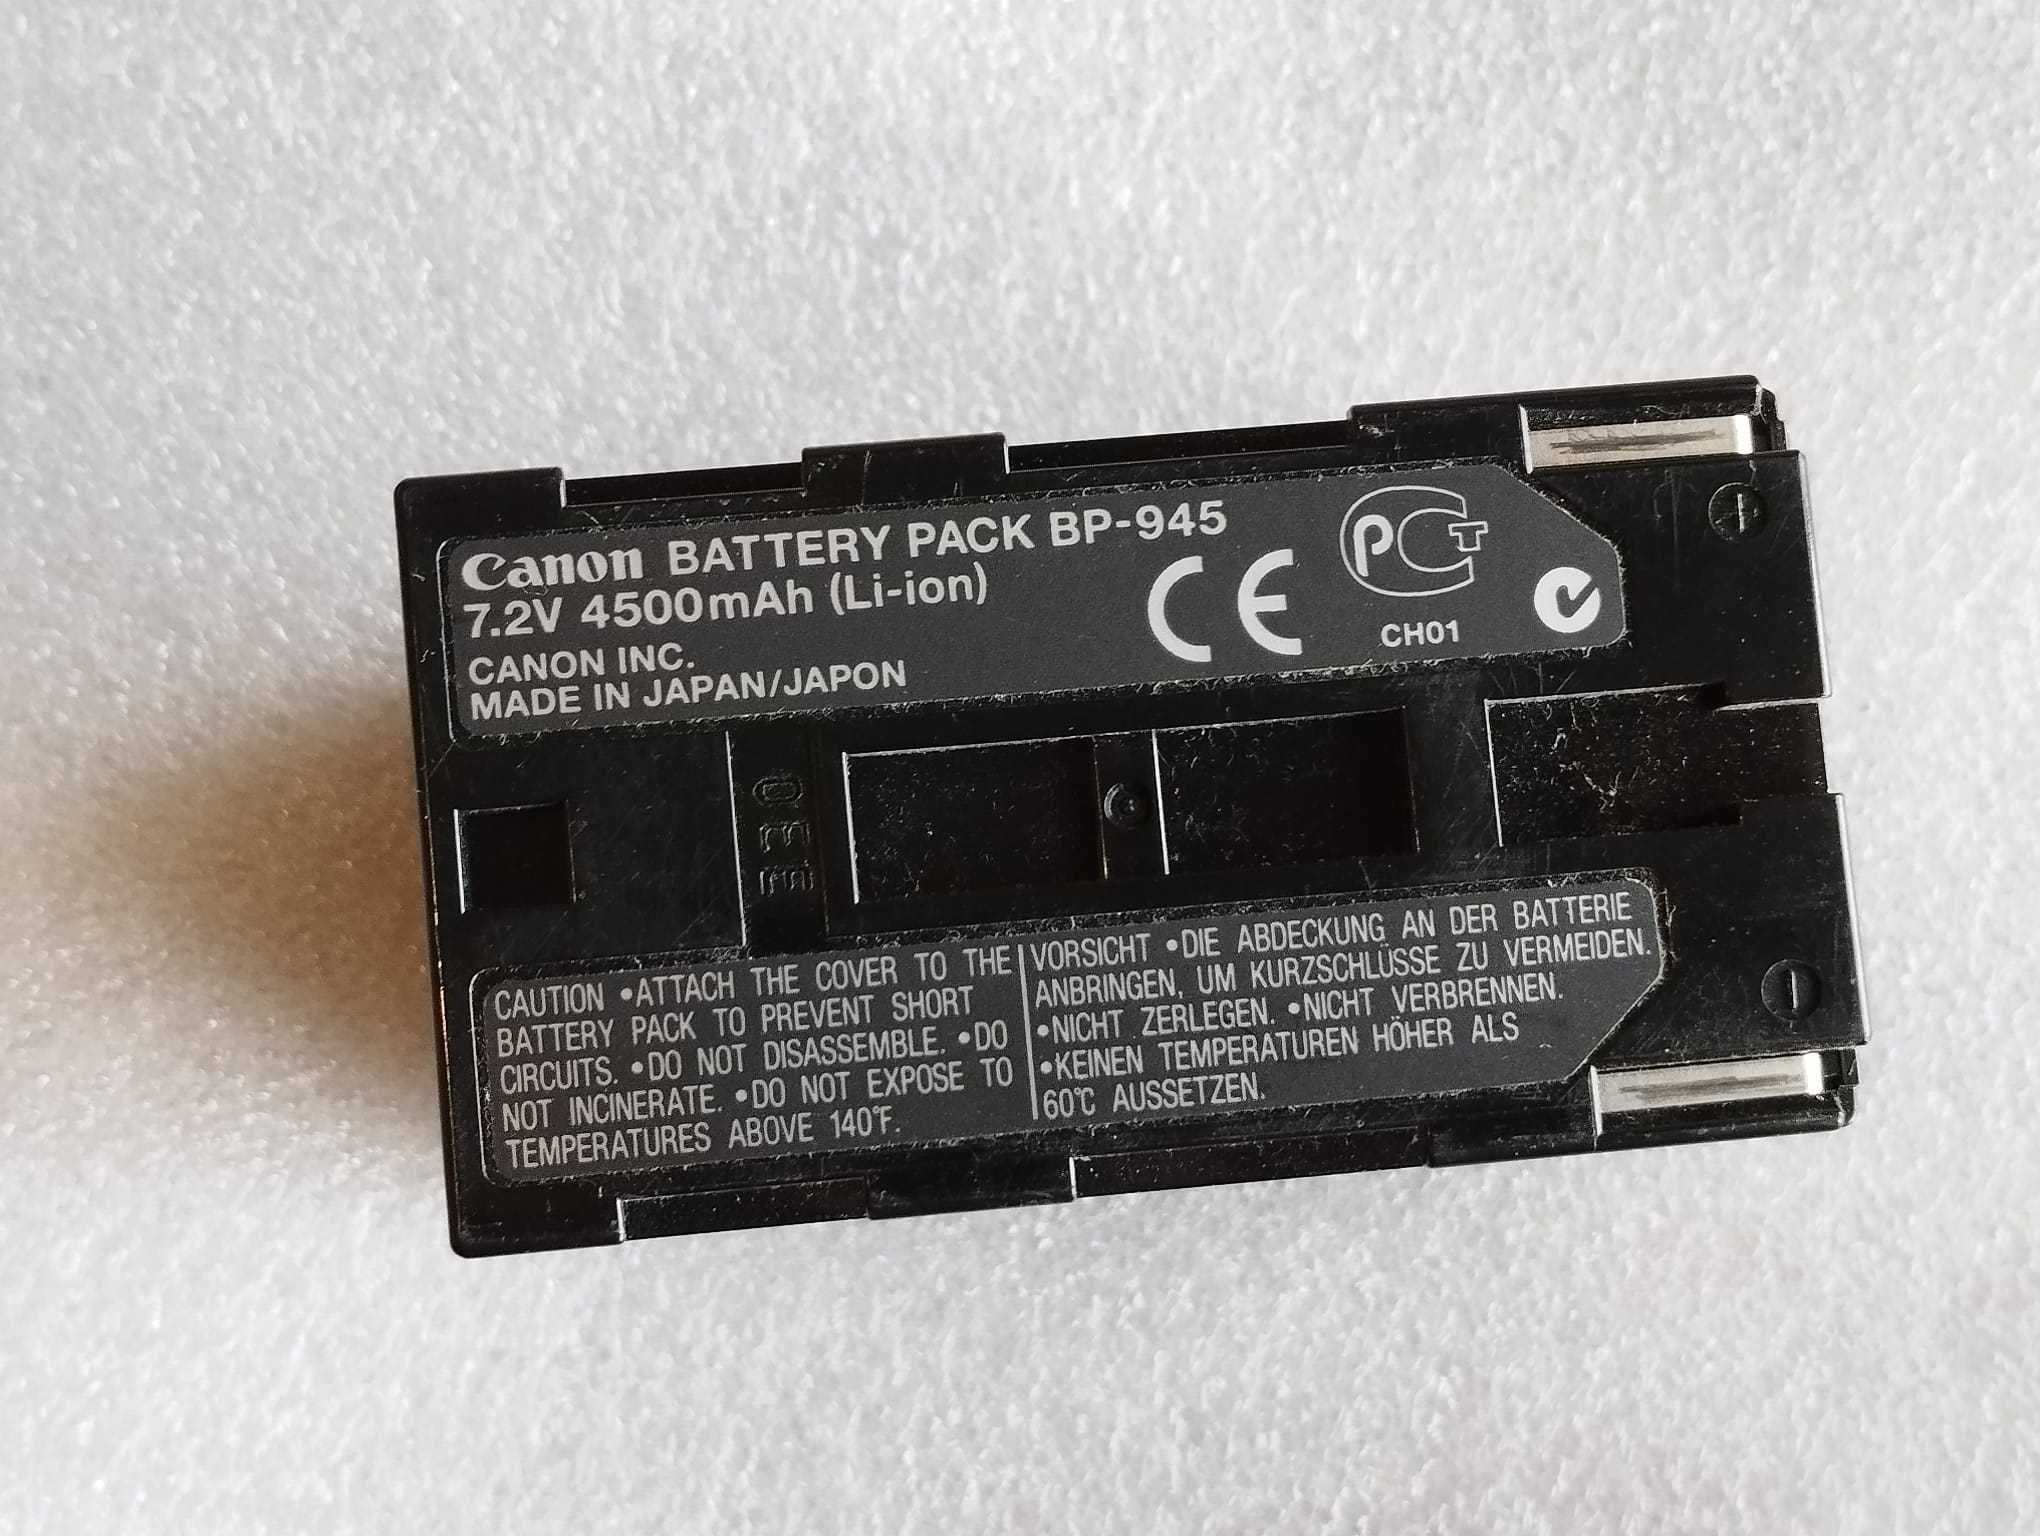 Canon BATTERY PACK BP-945
7.2V 4500mAh (Li-ion)
CANON INC.
MADE IN JAPAN/JAPON
CE
PCT
CH01
CAUTION •ATTACH THE COVER TO THE
BATTERY PACK TO PREVENT SHORT
CIRCUITS. •DO NOT DISASSEMBLE. •DO
NOT INCINERATE. •DO NOT EXPOSE TO
TEMPERATURES ABOVE 140°F.
VORSICHT •DIE ABDECKUNG AN DER BATTERIE
ANBRINGEN, UM KURZSCHLÜSSE ZU VERMEIDEN.
•NICHT ZERLEGEN. •NICHT VERBRENNEN.
•KEINEN TEMPERATUREN HÖHER ALS
60°C AUSSETZEN.